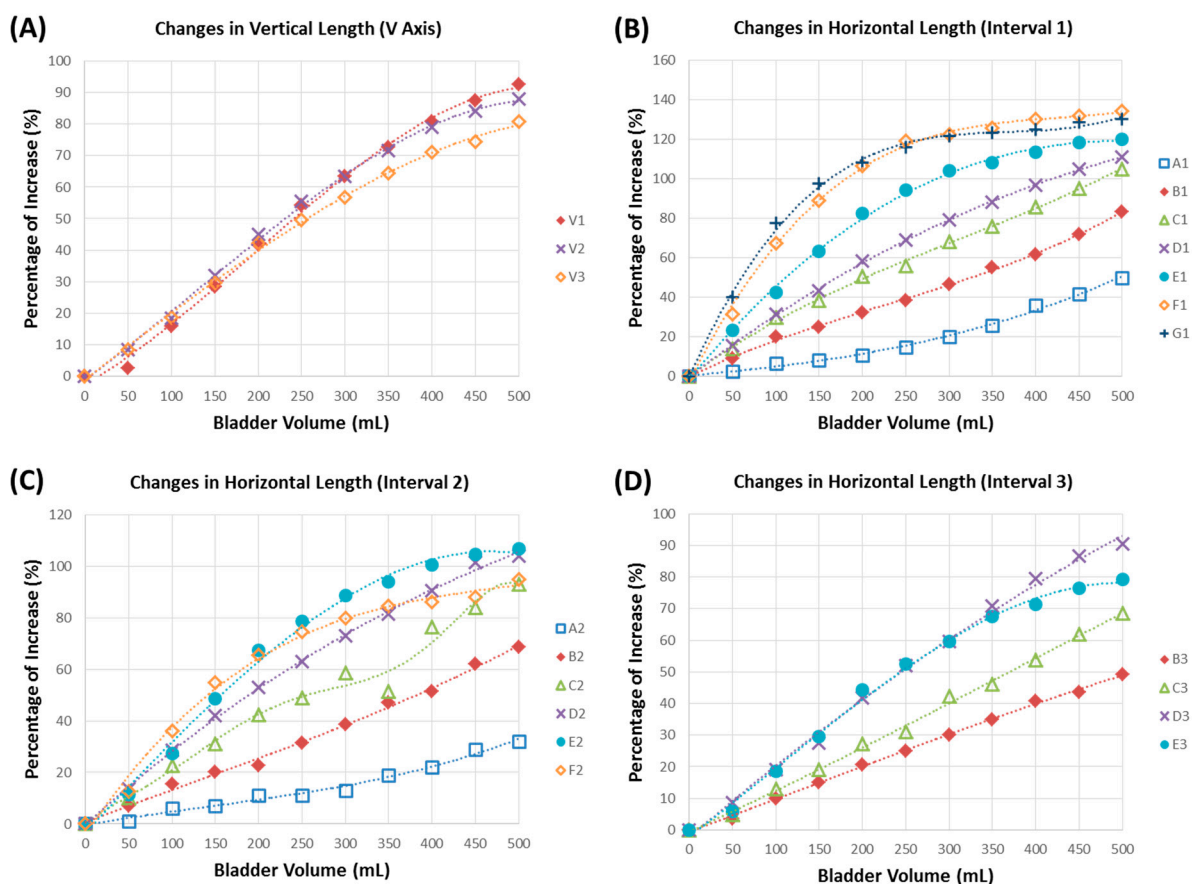 (A)
Changes in Vertical Length (V Axis)
Percentage of Increase (%)
100
90
80
70
60
50
40
30
20
10
0
0 50 100 150 200 250 300 350 400 450 500
Bladder Volume (mL)
V1
V2
V3
(B)
Changes in Horizontal Length (Interval 1)
Percentage of Increase (%)
160
140
120
100
80
60
40
20
0
0 50 100 150 200 250 300 350 400 450 500
Bladder Volume (mL)
A1
B1
C1
D1
E1
F1
G1
(C)
Changes in Horizontal Length (Interval 2)
Percentage of Increase (%)
120
100
80
60
40
20
0
0 50 100 150 200 250 300 350 400 450 500
Bladder Volume (mL)
A2
B2
C2
D2
E2
F2
(D)
Changes in Horizontal Length (Interval 3)
Percentage of Increase (%)
100
90
80
70
60
50
40
30
20
10
0
0 50 100 150 200 250 300 350 400 450 500
Bladder Volume (mL)
B3
C3
D3
E3